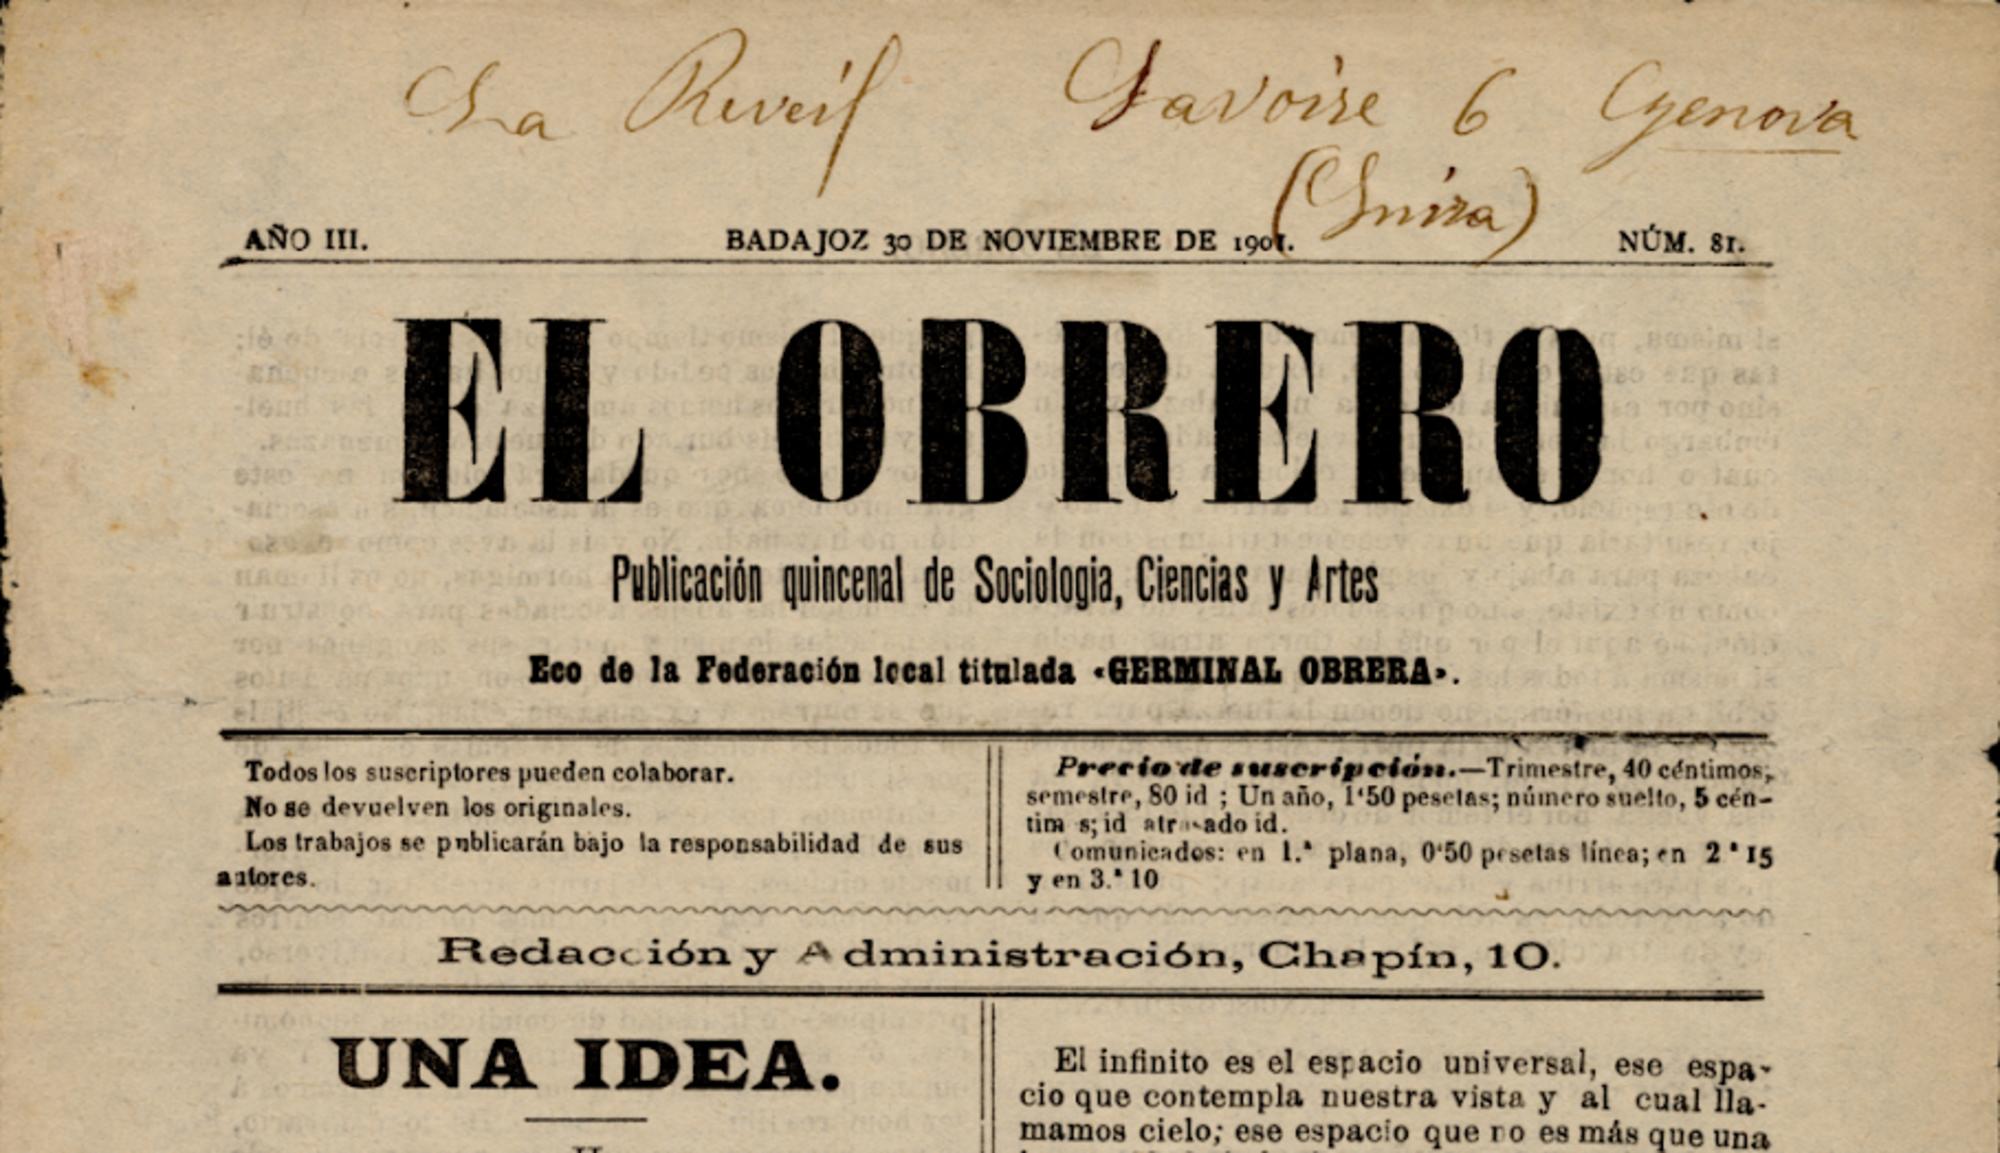 La Reveil Savoise 6 Genova
(Suiza)
AÑO III. BADAJOZ 30 DE NOVIEMBRE DE 1901. NÚM. 81.
EL OBRERO
Publicación quincenal de Sociologia, Ciencias y Artes
Eco de la Federación local titulada «GERMINAL OBRERA».
Todos los suscriptores pueden colaborar.
No se devuelven los originales.
Los trabajos se publicarán bajo la responsabilidad de sus
autores.
Precio de suscripción.—Trimestre, 40 céntimos,
semestre, 80 id ; Un año, 1'50 pesetas; número suelto, 5 cén-
tim s; id atrasado id.
Comunicados: en 1.ª plana, 0'50 pesetas línea; en 2 ª 15
y en 3.ª 10
Redacción y Administración, Chapín, 10.
UNA IDEA.
II
El infinito es el espacio universal, ese espa-
cio que contempla nuestra vista y al cual lla-
mamos cielo; ese espacio que no es más que una